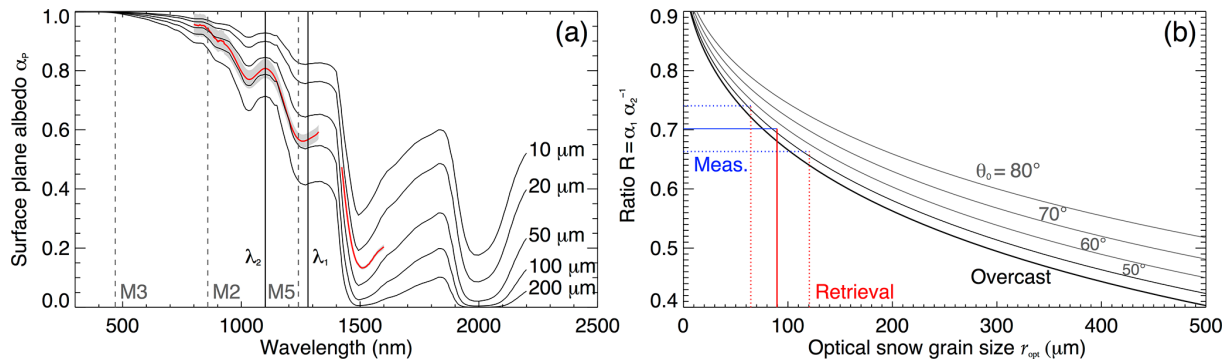 (a)
Surface plane albedo αP
1.0
0.8
0.6
0.4
0.2
0.0
10 µm
20 µm
50 µm
100 µm
200 µm
M3
M2
λ2
M5
λ1
500
1000
1500
2000
2500
Wavelength (nm)
(b)
Ratio R = α1 α2⁻¹
0.9
0.8
0.7
0.6
0.5
0.4
Meas.
θ0 = 80°
70°
60°
50°
Overcast
Retrieval
0
100
200
300
400
500
Optical snow grain size ropt (µm)